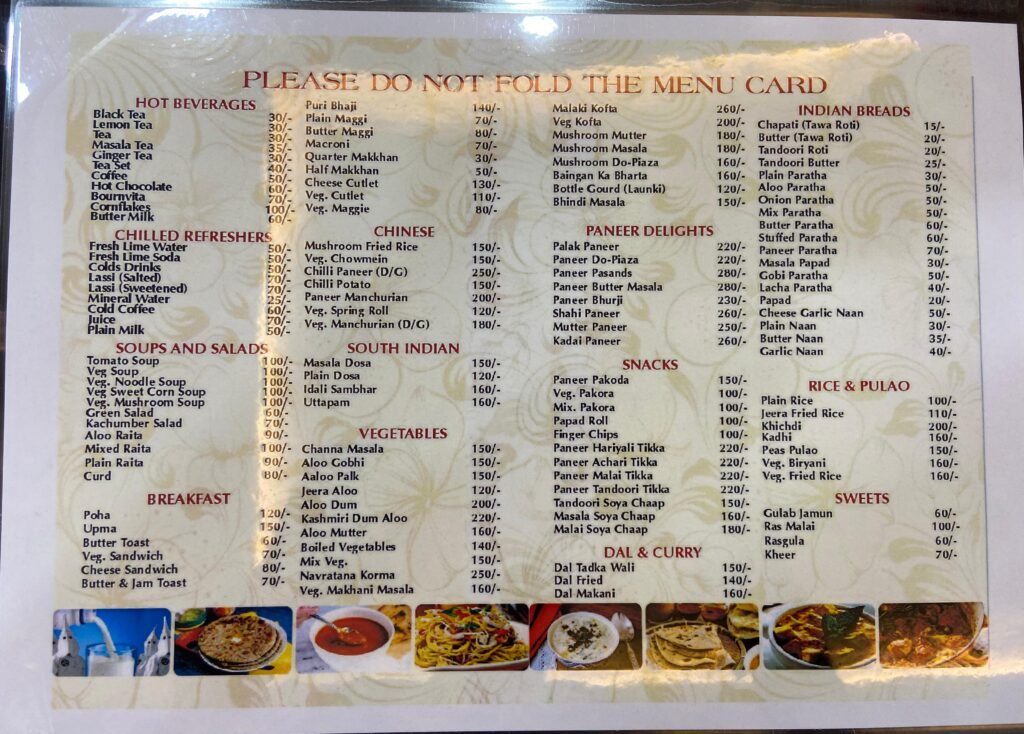 PLEASE DO NOT FOLD THE MENU CARD
HOT BEVERAGES
Black Tea 30/-
Lemon Tea 30/-
Tea 30/-
Masala Tea 35/-
Ginger Tea 30/-
Tea Set 40/-
Coffee 50/-
Hot Chocolate 60/-
Bournvita 70/-
Cornflakes 100/-
Butter Milk 60/-
CHILLED REFRESHERS
Fresh Lime Water 50/-
Fresh Lime Soda 50/-
Colds Drinks 50/-
Lassi (Salted) 70/-
Lassi (Sweetened) 70/-
Mineral Water 25/-
Cold Coffee 60/-
Juice 70/-
Plain Milk 50/-
SOUPS AND SALADS
Tomato Soup 100/-
Veg Soup 100/-
Veg. Noodle Soup 100/-
Veg Sweet Corn Soup 100/-
Veg. Mushroom Soup 100/-
Green Salad 60/-
Kachumber Salad 70/-
Aloo Raita 90/-
Mixed Raita 100/-
Plain Raita 90/-
Curd 80/-
BREAKFAST
Poha 120/-
Upma 150/-
Butter Toast 60/-
Veg. Sandwich 70/-
Cheese Sandwich 80/-
Butter & Jam Toast 70/-
Puri Bhaji 140/-
Plain Maggi 70/-
Butter Maggi 80/-
Macroni 70/-
Quarter Makkhan 30/-
Half Makkhan 50/-
Cheese Cutlet 130/-
Veg. Cutlet 110/-
Veg. Maggie 80/-
CHINESE
Mushroom Fried Rice 150/-
Veg. Chowmein 150/-
Chilli Paneer (D/G) 250/-
Chilli Potato 150/-
Paneer Manchurian 200/-
Veg. Spring Roll 120/-
Veg. Manchurian (D/G) 180/-
SOUTH INDIAN
Masala Dosa 150/-
Plain Dosa 120/-
Idali Sambhar 160/-
Uttapam 160/-
VEGETABLES
Channa Masala 150/-
Aloo Gobhi 150/-
Aaloo Palk 150/-
Jeera Aloo 120/-
Aloo Dum 200/-
Kashmiri Dum Aloo 220/-
Aloo Mutter 160/-
Boiled Vegetables 140/-
Mix Veg. 150/-
Navratana Korma 250/-
Veg. Makhani Masala 160/-
Malaki Kofta 260/-
Veg Kofta 200/-
Mushroom Mutter 180/-
Mushroom Masala 180/-
Mushroom Do-Piaza 160/-
Baingan Ka Bharta 160/-
Bottle Gourd (Launki) 120/-
Bhindi Masala 150/-
PANEER DELIGHTS
Palak Paneer 220/-
Paneer Do-Piaza 220/-
Paneer Pasands 280/-
Paneer Butter Masala 280/-
Paneer Bhurji 230/-
Shahi Paneer 260/-
Mutter Paneer 250/-
Kadai Paneer 260/-
SNACKS
Paneer Pakoda 150/-
Veg. Pakora 100/-
Mix. Pakora 100/-
Papad Roll 100/-
Finger Chips 100/-
Paneer Hariyali Tikka 220/-
Paneer Achari Tikka 220/-
Paneer Malai Tikka 220/-
Paneer Tandoori Tikka 220/-
Tandoori Soya Chaap 150/-
Masala Soya Chaap 160/-
Malai Soya Chaap 180/-
DAL & CURRY
Dal Tadka Wali 150/-
Dal Fried 140/-
Dal Makani 160/-
INDIAN BREADS
Chapati (Tawa Roti) 15/-
Butter (Tawa Roti) 20/-
Tandoori Roti 20/-
Tandoori Butter 25/-
Plain Paratha 30/-
Aloo Paratha 50/-
Onion Paratha 50/-
Mix Paratha 50/-
Butter Paratha 60/-
Stuffed Paratha 60/-
Paneer Paratha 70/-
Masala Papad 30/-
Gobi Paratha 50/-
Lacha Paratha 40/-
Papad 20/-
Cheese Garlic Naan 50/-
Plain Naan 30/-
Butter Naan 35/-
Garlic Naan 40/-
RICE & PULAO
Plain Rice 100/-
Jeera Fried Rice 110/-
Khichdi 200/-
Kadhi 160/-
Peas Pulao 150/-
Veg. Biryani 160/-
Veg. Fried Rice 160/-
SWEETS
Gulab Jamun 60/-
Ras Malai 100/-
Rasgula 60/-
Kheer 70/-